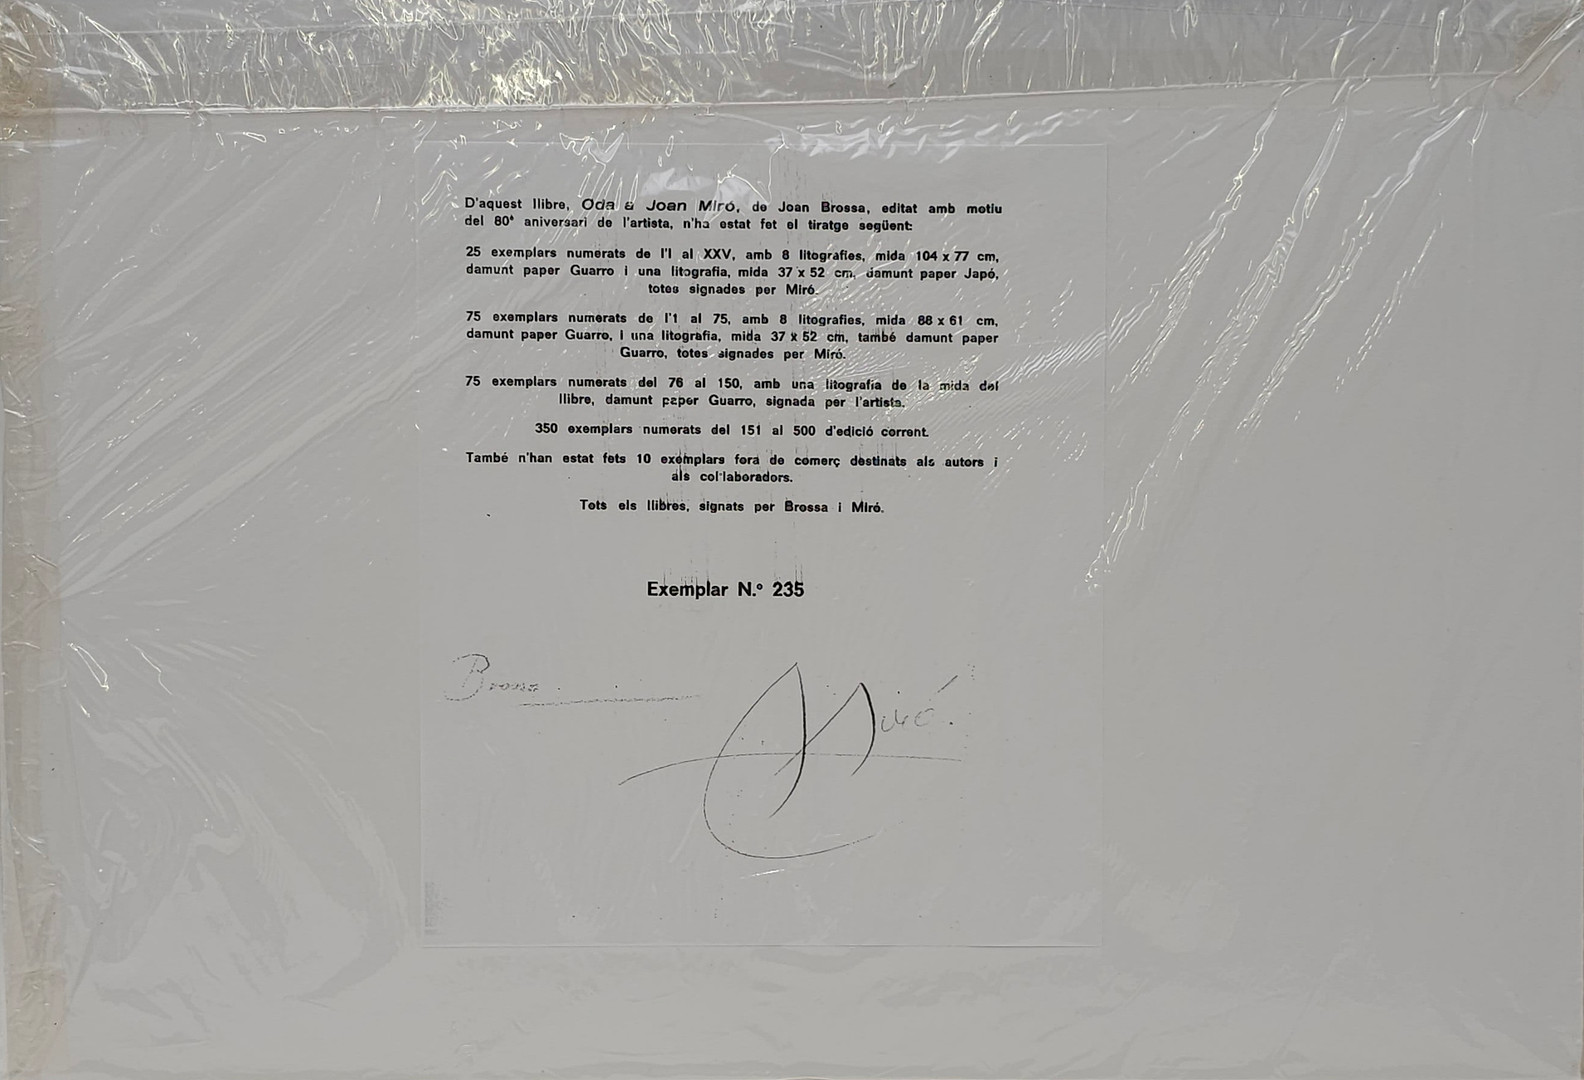 D'aquest llibre, Oda a Joan Miró, de Joan Brossa, editat amb motiu
del 80è aniversari de l'artista, n'ha estat fet el tiratge següent:
25 exemplars numerats de l'I al XXV, amb 8 litografies, mida 104 x 77 cm,
damunt paper Guarro i una litografia, mida 37 x 52 cm, damunt paper Japó,
totes signades per Miró.
75 exemplars numerats de l'1 al 75, amb 8 litografies, mida 88 x 61 cm,
damunt paper Guarro, i una litografia, mida 37 x 52 cm, també damunt paper
Guarro, totes signades per Miró.
75 exemplars numerats del 76 al 150, amb una litografia de la mida del
llibre, damunt paper Guarro, signada per l'artista.
350 exemplars numerats del 151 al 500 d'edició corrent.
També n'han estat fets 10 exemplars fora de comerç destinats als autors i
als col·laboradors.
Tots els llibres, signats per Brossa i Miró.
Exemplar N.º 235
Brossa
Miró.